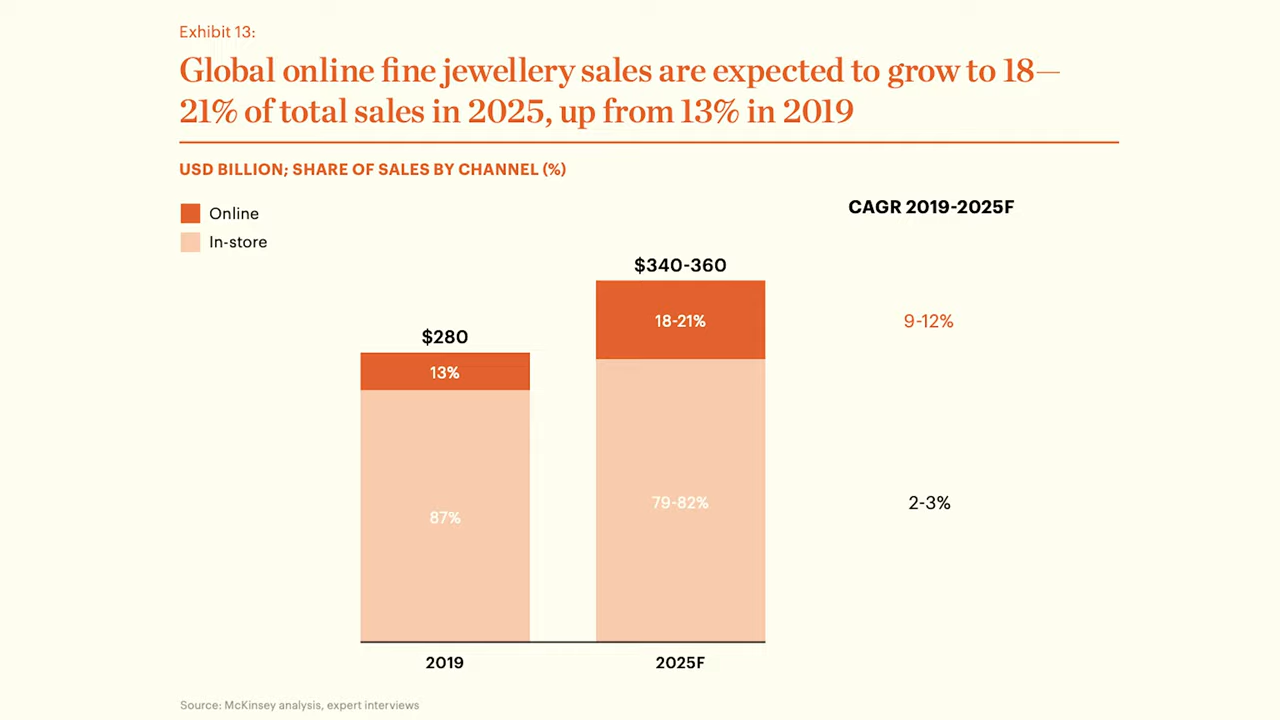 Exhibit 13:
Global online fine jewellery sales are expected to grow to 18—
21% of total sales in 2025, up from 13% in 2019
USD BILLION; SHARE OF SALES BY CHANNEL (%)
Online
In-store
CAGR 2019-2025F
$340-360
18-21%
9-12%
$280
13%
79-82%
2-3%
87%
2019
2025F
Source: McKinsey analysis, expert interviews